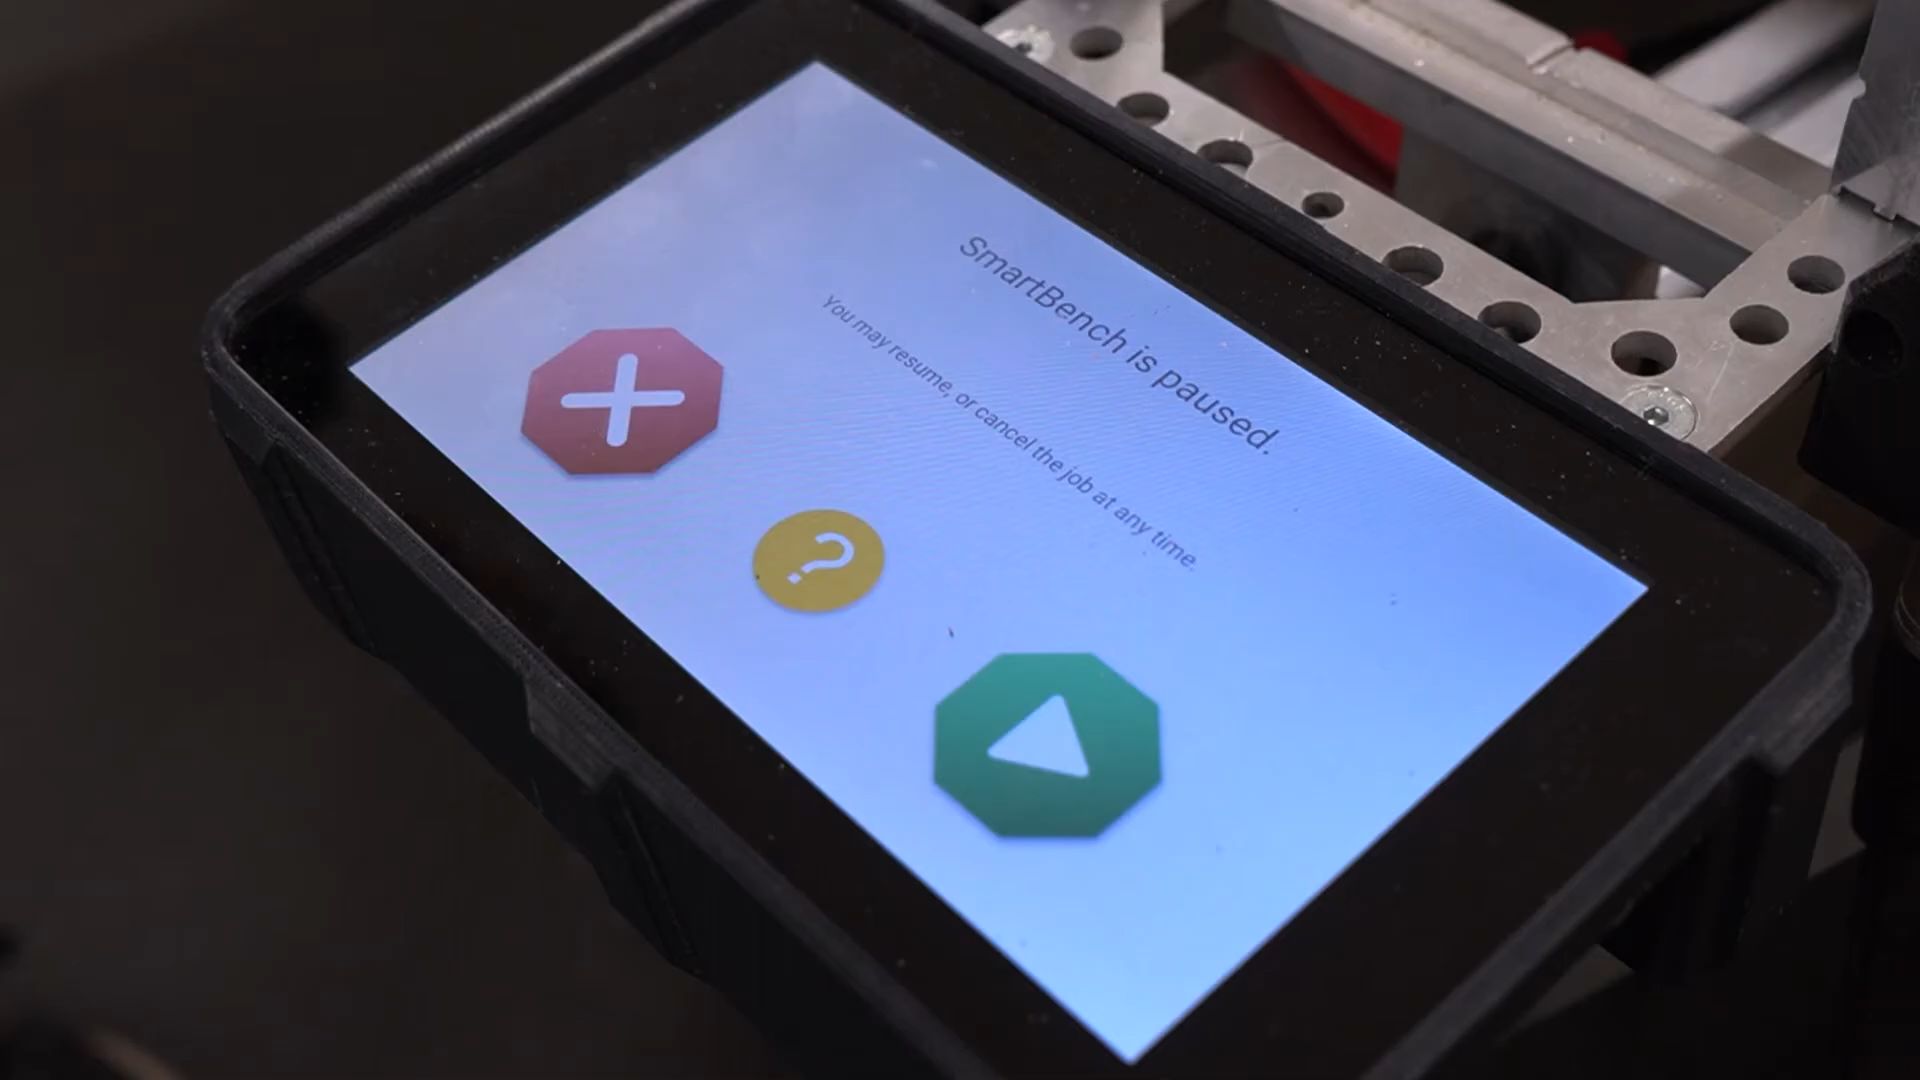 SmartBench is paused.
You may resume, or cancel the job at any time.
?